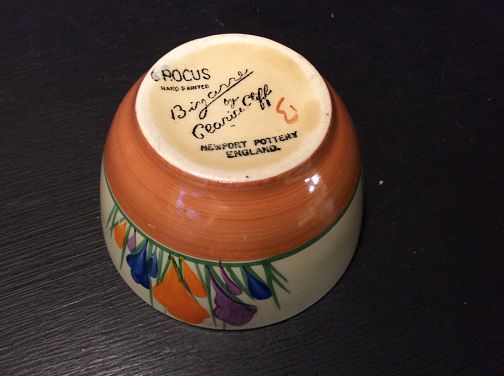 CROCUS
HAND PAINTED
Bizarre
by
Clarice Cliff
NEWPORT POTTERY
ENGLAND.